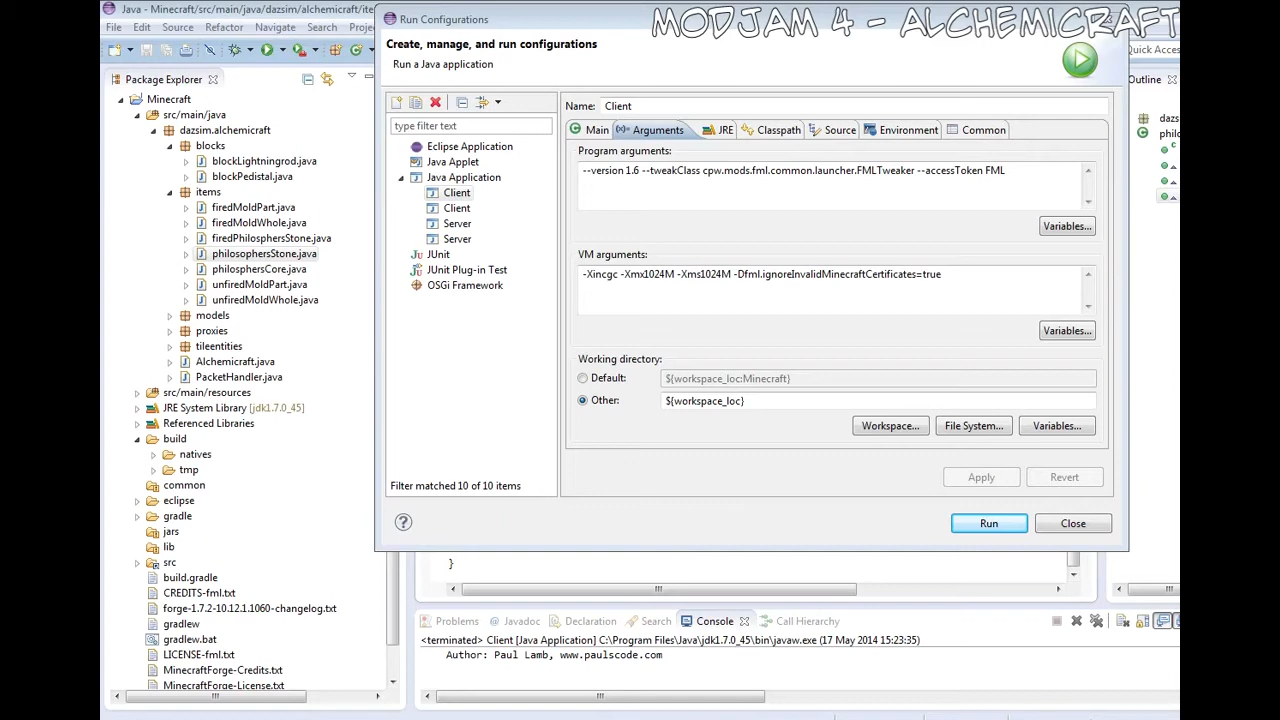 Java - Minecraft/src/main/java/dazsim/alchemicraft/ite
Run Configurations
MODJAM 4 - ALCHEMICRAFT
File Edit Source Refactor Navigate Search Proje
Create, manage, and run configurations
Run a Java application
Quick Access
Package Explorer
Outline
Minecraft
src/main/java
dazsim.alchemicraft
blocks
blockLightningrod.java
blockPedistal.java
items
firedMoldPart.java
firedMoldWhole.java
firedPhilosphersStone.java
philosophersStone.java
philosphersCore.java
unfiredMoldPart.java
unfiredMoldWhole.java
models
proxies
tileentities
Alchemicraft.java
PacketHandler.java
src/main/resources
JRE System Library [jdk1.7.0_45]
Referenced Libraries
build
natives
tmp
common
eclipse
gradle
jars
lib
src
build.gradle
CREDITS-fml.txt
forge-1.7.2-10.12.1.1060-changelog.txt
gradlew
gradlew.bat
LICENSE-fml.txt
MinecraftForge-Credits.txt
MinecraftForge-License.txt
type filter text
Eclipse Application
Java Applet
Java Application
Client
Client
Server
Server
JUnit
JUnit Plug-in Test
OSGi Framework
Filter matched 10 of 10 items
Name: Client
Main Arguments JRE Classpath Source Environment Common
Program arguments:
--version 1.6 --tweakClass cpw.mods.fml.common.launcher.FMLTweaker --accessToken FML
Variables...
VM arguments:
-Xincgc -Xmx1024M -Xms1024M -Dfml.ignoreInvalidMinecraftCertificates=true
Variables...
Working directory:
Default: ${workspace_loc:Minecraft}
Other: ${workspace_loc}
Workspace... File System... Variables...
Apply Revert
Run Close
dazs
philo
}
Problems Javadoc Declaration Search Console Call Hierarchy
<terminated> Client [Java Application] C:\Program Files\Java\jdk1.7.0_45\bin\javaw.exe (17 May 2014 15:23:35)
Author: Paul Lamb, www.paulscode.com